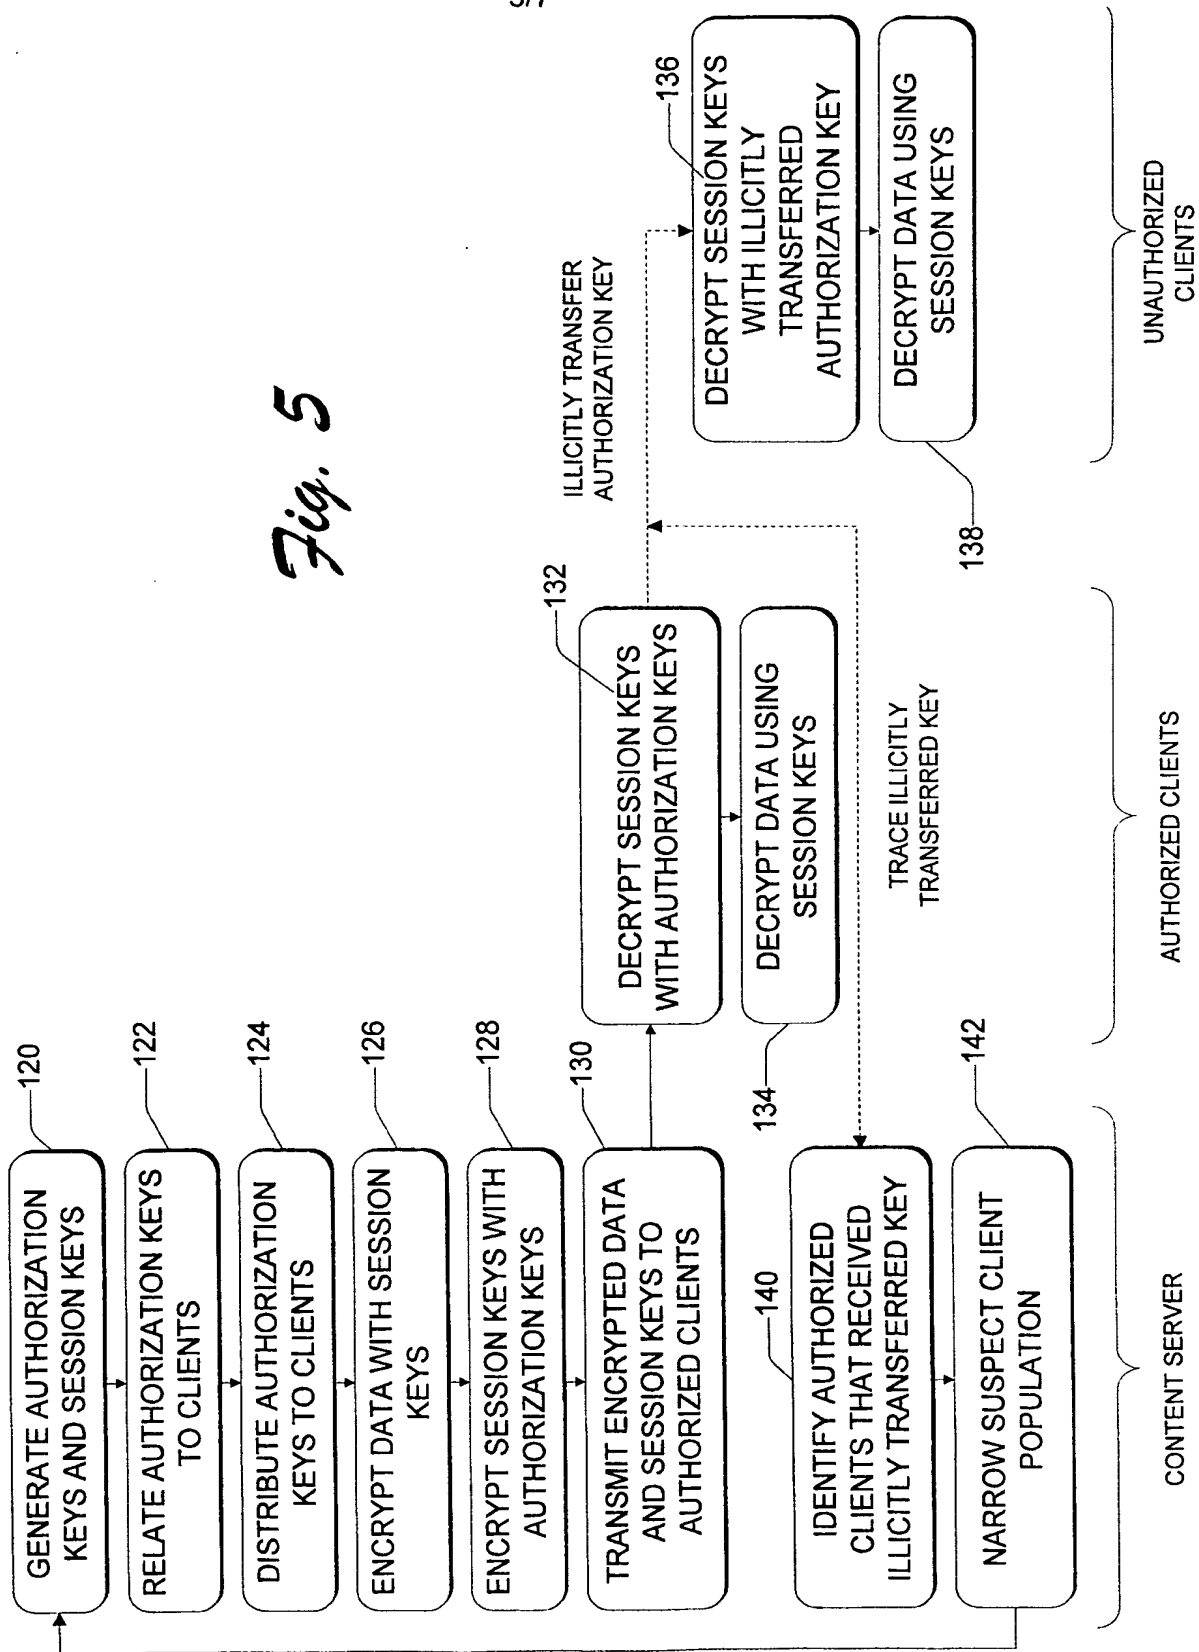 5/7
120
GENERATE AUTHORIZATION
KEYS AND SESSION KEYS
122
RELATE AUTHORIZATION KEYS
TO CLIENTS
124
DISTRIBUTE AUTHORIZATION
KEYS TO CLIENTS
126
ENCRYPT DATA WITH SESSION
KEYS
128
ENCRYPT SESSION KEYS WITH
AUTHORIZATION KEYS
130
TRANSMIT ENCRYPTED DATA
AND SESSION KEYS TO
AUTHORIZED CLIENTS
140
IDENTIFY AUTHORIZED
CLIENTS THAT RECEIVED
ILLICITLY TRANSFERRED KEY
142
NARROW SUSPECT CLIENT
POPULATION
CONTENT SERVER
132
DECRYPT SESSION KEYS
WITH AUTHORIZATION KEYS
134
DECRYPT DATA USING
SESSION KEYS
TRACE ILLICITLY
TRANSFERRED KEY
AUTHORIZED CLIENTS
ILLICITLY TRANSFER
AUTHORIZATION KEY
136
DECRYPT SESSION KEYS
WITH ILLICITLY
TRANSFERRED
AUTHORIZATION KEY
138
DECRYPT DATA USING
SESSION KEYS
UNAUTHORIZED
CLIENTS
Fig. 5